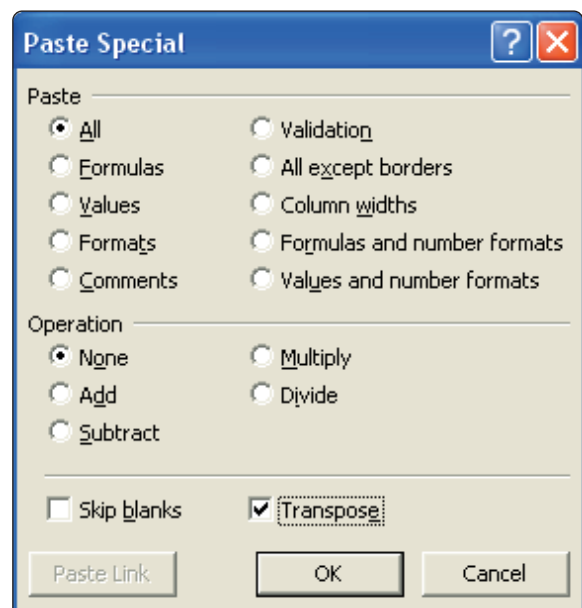 Paste Special
Paste
All Validation
Formulas All except borders
Values Column widths
Formats Formulas and number formats
Comments Values and number formats
Operation
None Multiply
Add Divide
Subtract
Skip blanks Transpose
Paste Link OK Cancel